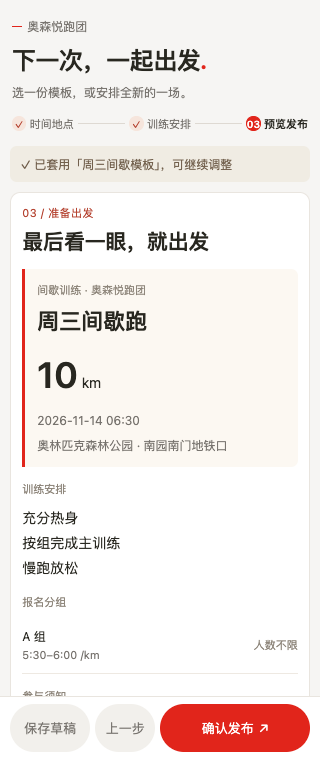 奥森悦跑团
下一次，一起出发.
选一份模板，或安排全新的一场。
时间地点 训练安排 03 预览发布
已套用「周三间歇模板」，可继续调整
03 / 准备出发
最后看一眼，就出发
间歇训练 · 奥森悦跑团
周三间歇跑
10 km
2026-11-14 06:30
奥林匹克森林公园 · 南园南门地铁口
训练安排
充分热身
按组完成主训练
慢跑放松
报名分组
A 组
5:30–6:00 /km
人数不限
参与须知
保存草稿 上一步 确认发布 ↗